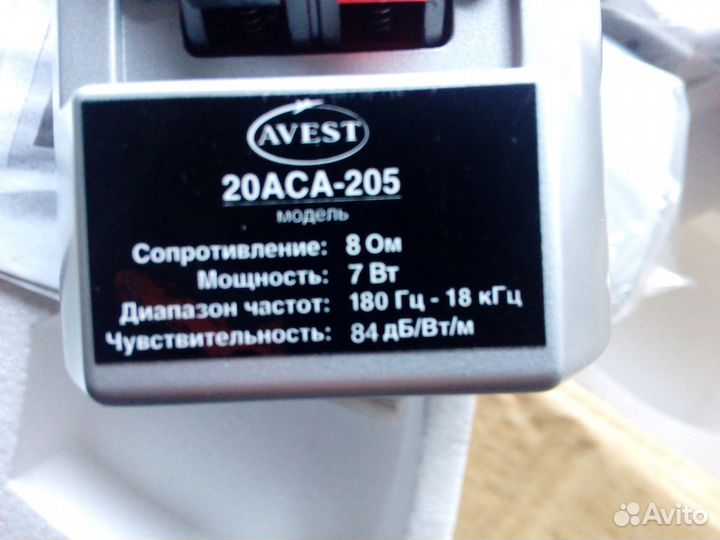 AVEST
20АСА-205
модель
Сопротивление: 8 Ом
Мощность: 7 Вт
Диапазон частот: 180 Гц - 18 кГц
Чувствительность: 84 дБ/Вт/м
Avito